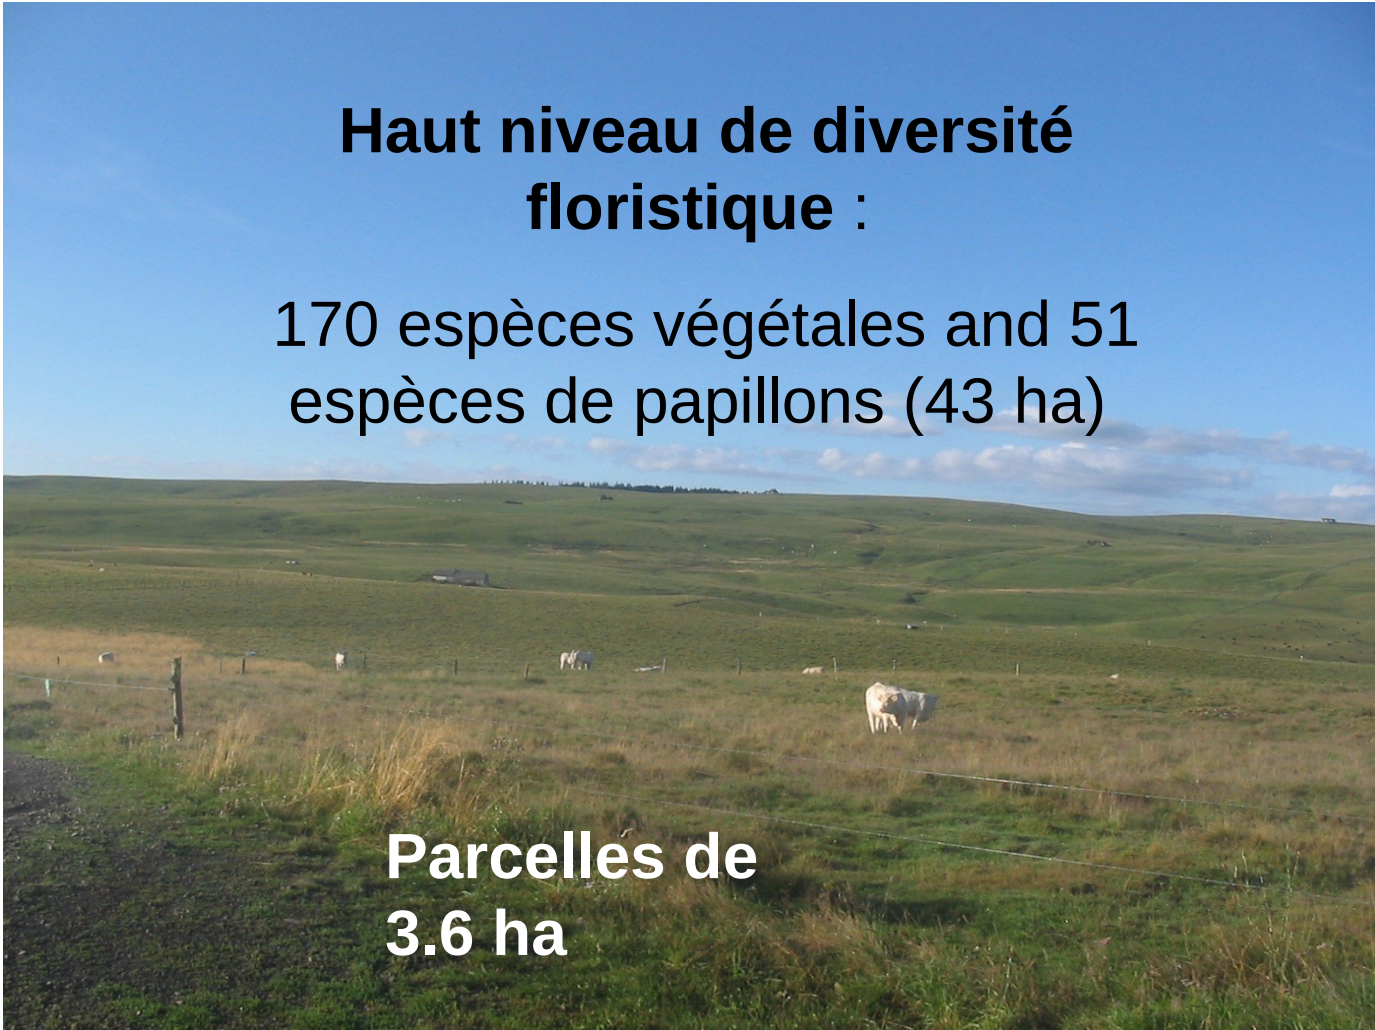 Haut niveau de diversité
floristique :
170 espèces végétales and 51
espèces de papillons (43 ha)
Parcelles de
3.6 ha